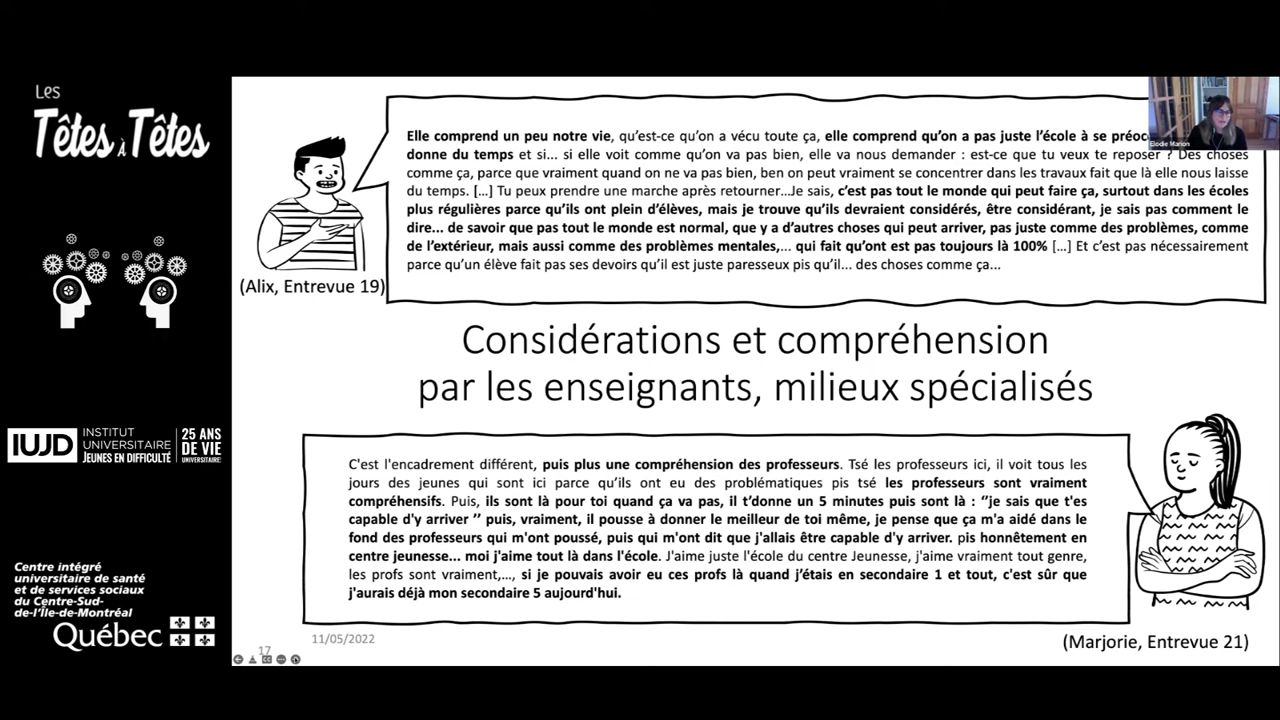 Les
Têtes à Têtes
IUJD
INSTITUT
UNIVERSITAIRE
JEUNES EN DIFFICULTÉ
25 ANS
DE VIE
UNIVERSITAIRE!
Centre intégré
universitaire de santé
et de services sociaux
du Centre-Sud-
de-l'Île-de-Montréal
Québec
Elle comprend un peu notre vie, qu'est-ce qu'on a vécu toute ça, elle comprend qu'on a pas juste l'école à se
donne du temps et si... si elle voit comme qu'on va pas bien, elle va nous demander : est-ce que tu veux te reposer ? Des choses
comme ça, parce que vraiment quand on ne va pas bien, ben on peut vraiment se concentrer dans les travaux fait que là elle nous laisse
du temps. […] Tu peux prendre une marche après retourner...Je sais, c'est pas tout le monde qui peut faire ça, surtout dans les écoles
plus régulières parce qu'ils ont plein d'élèves, mais je trouve qu'ils devraient considérés, être considérant, je sais pas comment le
dire... de savoir que pas tout le monde est normal, que y a d'autres choses qui peut arriver, pas juste comme des problèmes, comme
de l'extérieur, mais aussi comme des problèmes mentales,... qui fait qu'ont est pas toujours là 100% […] Et c'est pas nécessairement
parce qu'un élève fait pas ses devoirs qu'il est juste paresseux pis qu'il... des choses comme ça...
(Alix, Entrevue 19)
Elodie Marion
Considérations et compréhension
par les enseignants, milieux spécialisés
C'est l'encadrement différent, puis plus une compréhension des professeurs. Tsé les professeurs ici, il voit tous les
jours des jeunes qui sont ici parce qu'ils ont eu des problématiques pis tsé les professeurs sont vraiment
compréhensifs. Puis, ils sont là pour toi quand ça va pas, il t'donne un 5 minutes puis sont là : ''je sais que t'es
capable d'y arriver '' puis, vraiment, il pousse à donner le meilleur de toi même, je pense que ça m'a aidé dans le
fond des professeurs qui m'ont poussé, puis qui m'ont dit que j'allais être capable d'y arriver. pis honnêtement en
centre jeunesse... moi j'aime tout là dans l'école. J'aime juste l'école du centre Jeunesse, j'aime vraiment tout genre,
les profs sont vraiment,..., si je pouvais avoir eu ces profs là quand j'étais en secondaire 1 et tout, c'est sûr que
j'aurais déjà mon secondaire 5 aujourd'hui.
(Marjorie, Entrevue 21)
11/05/2022
17